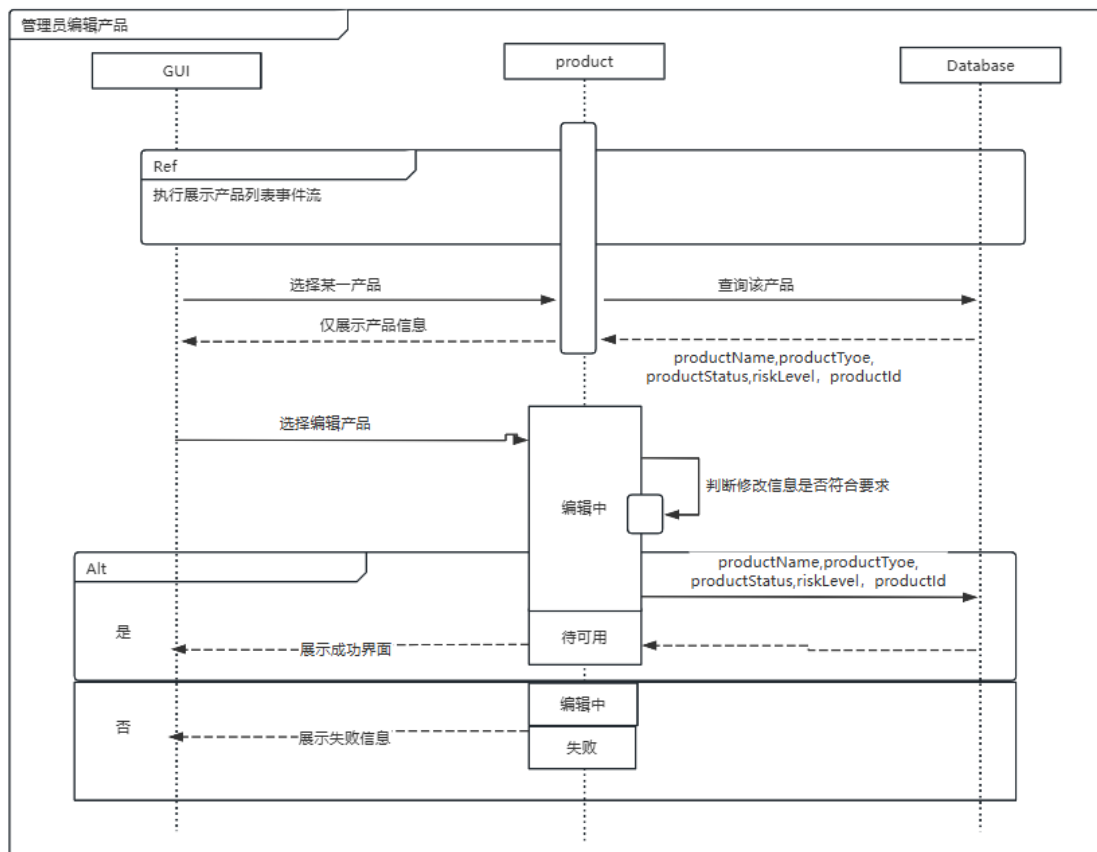 管理员编辑产品
GUI
product
Database
Ref
执行展示产品列表事件流
选择某一产品
查询该产品
仅展示产品信息
productName,productTyoe,
productStatus,riskLevel，productId
选择编辑产品
判断修改信息是否符合要求
编辑中
Alt
productName,productTyoe,
productStatus,riskLevel，productId
是
待可用
展示成功界面
编辑中
否
展示失败信息
失败